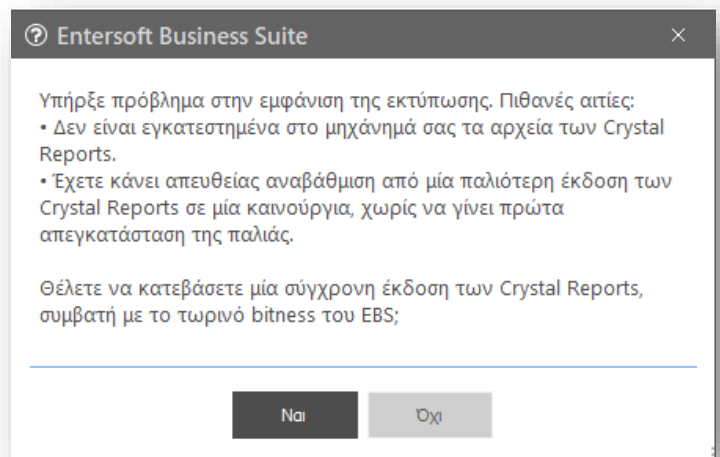 Entersoft Business Suite
Υπήρξε πρόβλημα στην εμφάνιση της εκτύπωσης. Πιθανές αιτίες:
• Δεν είναι εγκατεστημένα στο μηχάνημά σας τα αρχεία των Crystal
Reports.
• Έχετε κάνει απευθείας αναβάθμιση από μία παλιότερη έκδοση των
Crystal Reports σε μία καινούργια, χωρίς να γίνει πρώτα
απεγκατάσταση της παλιάς.
Θέλετε να κατεβάσετε μία σύγχρονη έκδοση των Crystal Reports,
συμβατή με το τωρινό bitness του EBS;
Ναι Όχι